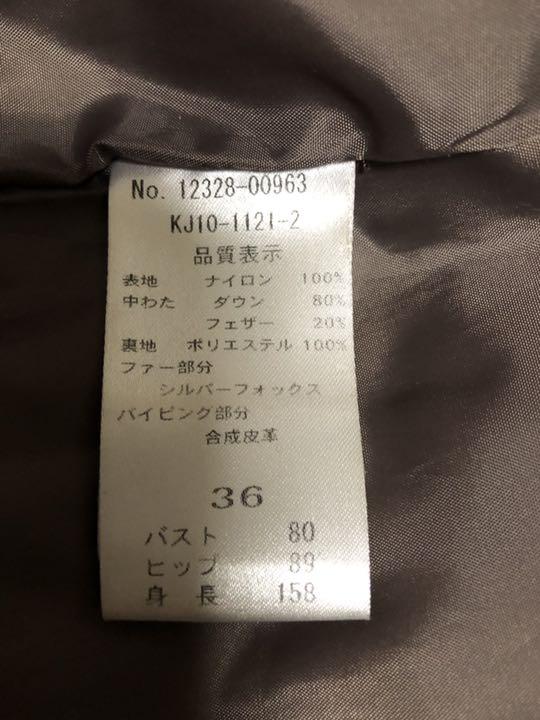 No. 12328-00963
KJ10-1121-2
品質表示
表地 ナイロン 100%
中わた ダウン 80%
フェザー 20%
裏地 ポリエステル 100%
ファー部分
シルバーフォックス
パイピング部分
合成皮革
36
バスト 80
ヒップ 89
身長 158